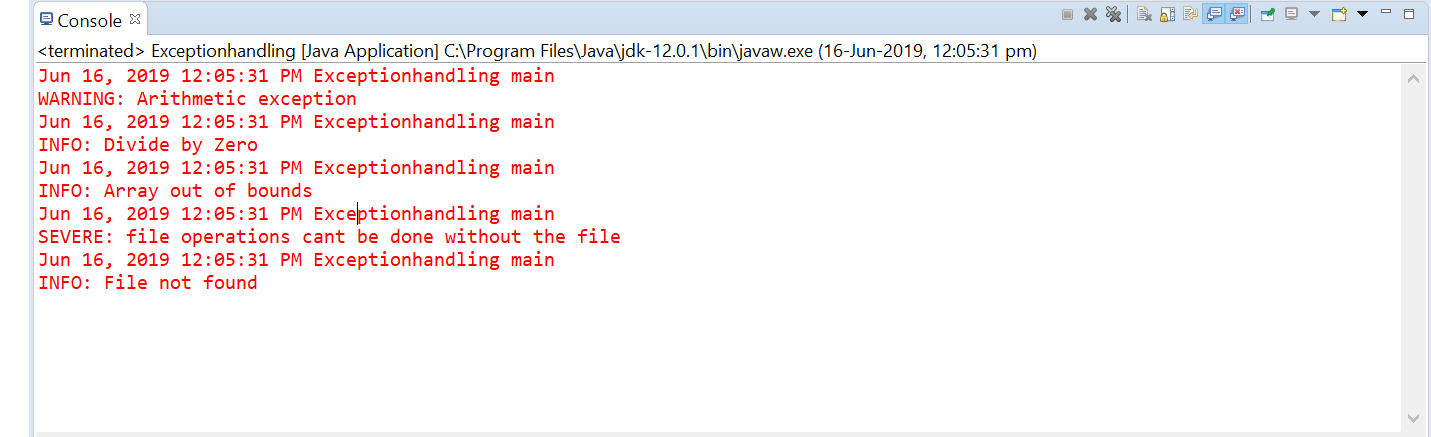 Console
<terminated> Exceptionhandling [Java Application] C:\Program Files\Java\jdk-12.0.1\bin\javaw.exe (16-Jun-2019, 12:05:31 pm)
Jun 16, 2019 12:05:31 PM Exceptionhandling main
WARNING: Arithmetic exception
Jun 16, 2019 12:05:31 PM Exceptionhandling main
INFO: Divide by Zero
Jun 16, 2019 12:05:31 PM Exceptionhandling main
INFO: Array out of bounds
Jun 16, 2019 12:05:31 PM Exceptionhandling main
SEVERE: file operations cant be done without the file
Jun 16, 2019 12:05:31 PM Exceptionhandling main
INFO: File not found